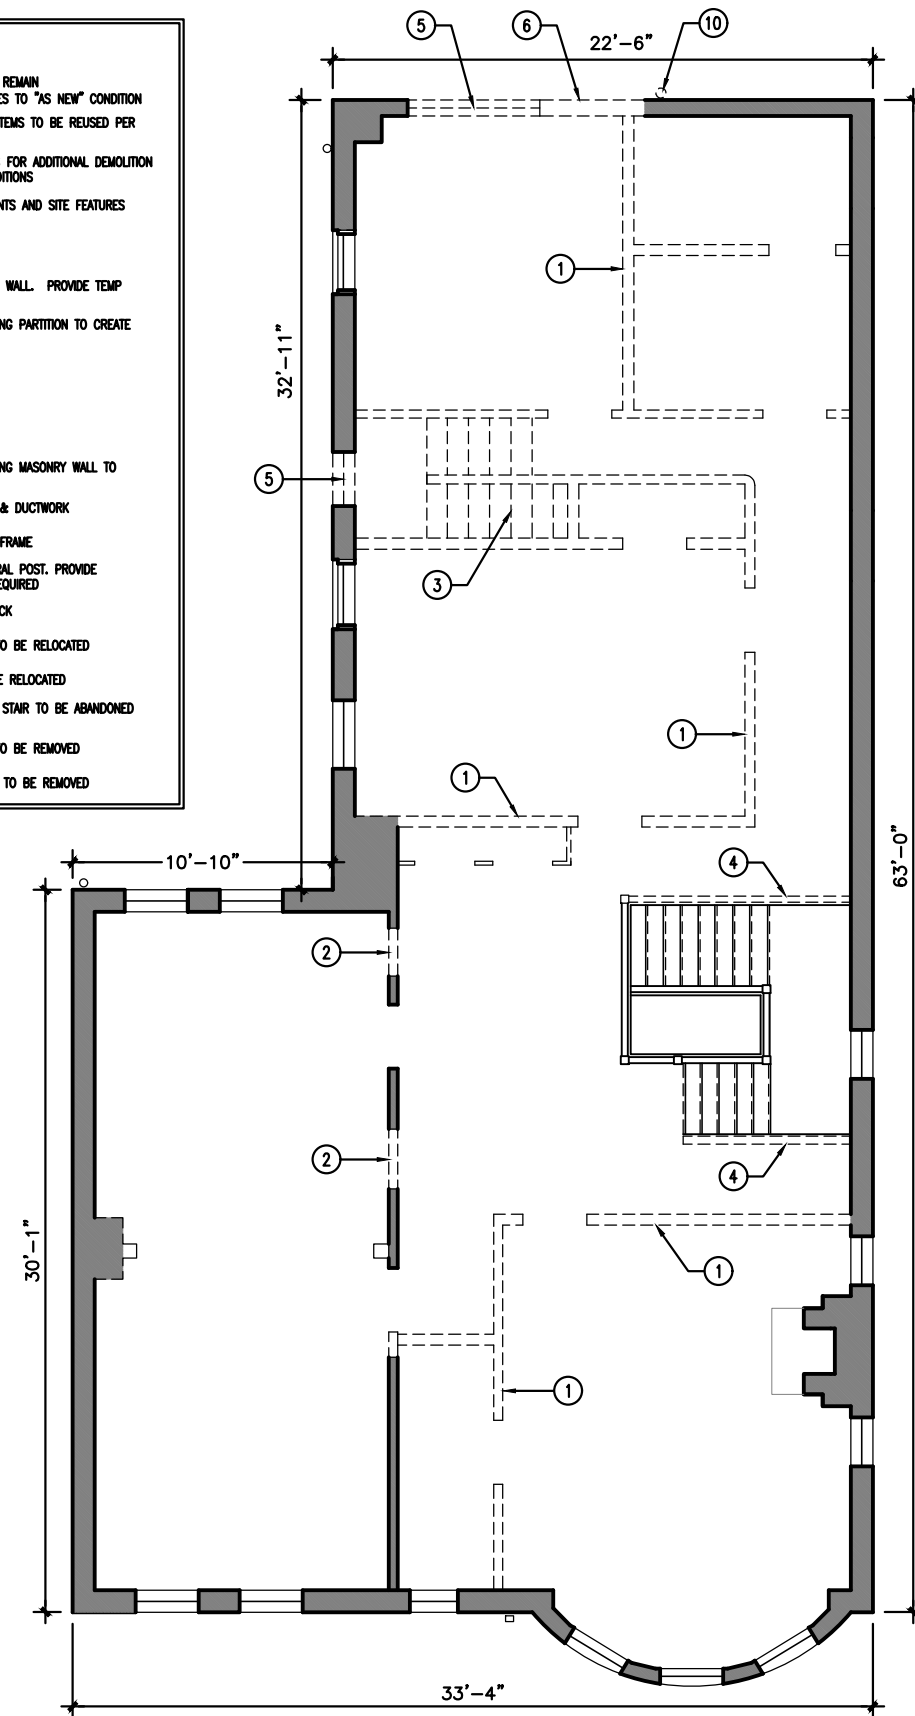 REMAIN
ES TO "AS NEW" CONDITION
TEMS TO BE REUSED PER
FOR ADDITIONAL DEMOLITION
DITIONS
NTS AND SITE FEATURES
WALL. PROVIDE TEMP
NG PARTITION TO CREATE
NG MASONRY WALL TO
& DUCTWORK
FRAME
RAL POST. PROVIDE
EQUIRED
CK
TO BE RELOCATED
E RELOCATED
STAIR TO BE ABANDONED
TO BE REMOVED
TO BE REMOVED
5
6
10
22'-6"
1
32'-11"
5
3
1
1
63'-0"
10'-10"
4
2
2
4
30'-1"
1
1
33'-4"